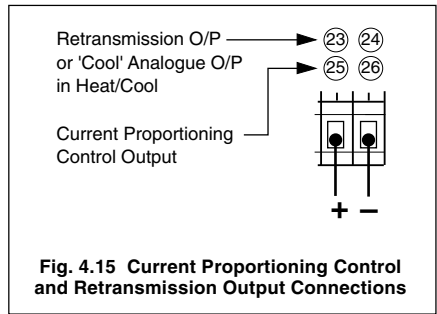 Retransmission O/P
or 'Cool' Analogue O/P
in Heat/Cool
23 24
25 26
Current Proportioning
Control Output
+ –
Fig. 4.15 Current Proportioning Control
and Retransmission Output Connections